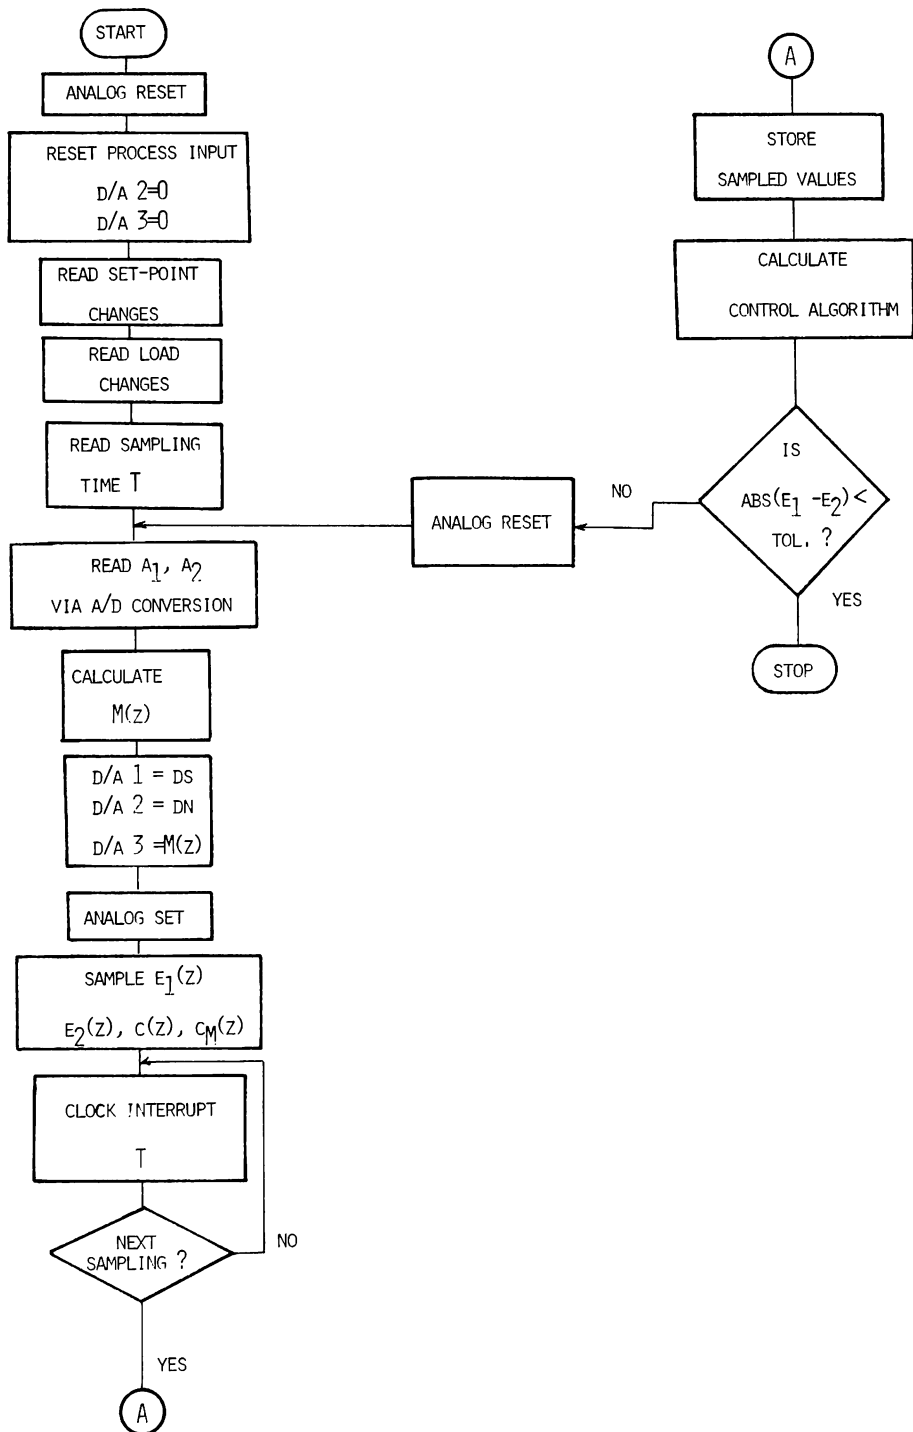 START
ANALOG RESET
RESET PROCESS INPUT
D/A 2=0
D/A 3=0
READ SET-POINT
CHANGES
READ LOAD
CHANGES
READ SAMPLING
TIME T
READ A1, A2
VIA A/D CONVERSION
CALCULATE
M(Z)
D/A 1 = DS
D/A 2 = DN
D/A 3 =M(Z)
ANALOG SET
SAMPLE E1(Z)
E2(Z), C(Z), CM(Z)
CLOCK INTERRUPT
T
NEXT
SAMPLING ?
NO
YES
A
A
STORE
SAMPLED VALUES
CALCULATE
CONTROL ALGORITHM
IS
ABS(E1 -E2) <
TOL. ?
NO
ANALOG RESET
YES
STOP